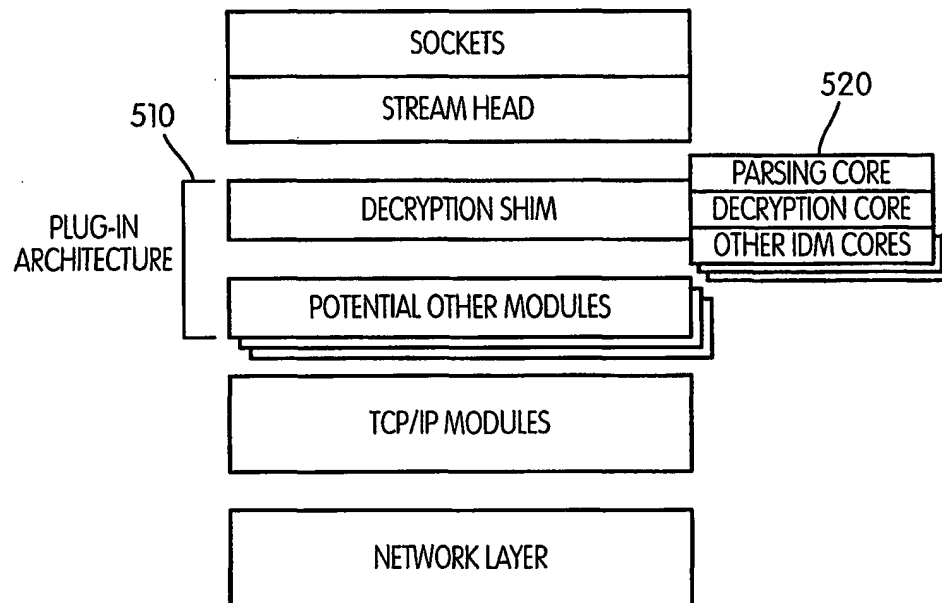 SOCKETS
STREAM HEAD
510
520
PLUG-IN
ARCHITECTURE
DECRYPTION SHIM
PARSING CORE
DECRYPTION CORE
OTHER IDM CORES
POTENTIAL OTHER MODULES
TCP/IP MODULES
NETWORK LAYER